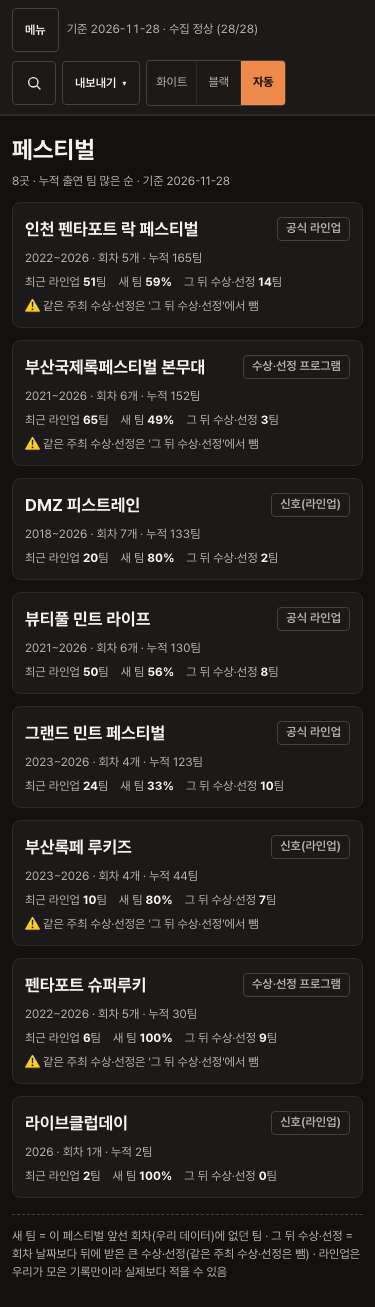 메뉴
기준 2026-11-28 · 수집 정상 (28/28)
내보내기 ▾ 화이트 블랙 자동
페스티벌
8곳 · 누적 출연 팀 많은 순 · 기준 2026-11-28
인천 펜타포트 락 페스티벌 공식 라인업
2022–2026 · 회차 5개 · 누적 165팀
최근 라인업 51팀 새 팀 59% 그 뒤 수상·선정 14팀
⚠️ 같은 주최 수상·선정은 '그 뒤 수상·선정'에서 뺌
부산국제록페스티벌 본무대 수상·선정 프로그램
2021–2026 · 회차 6개 · 누적 152팀
최근 라인업 65팀 새 팀 49% 그 뒤 수상·선정 3팀
⚠️ 같은 주최 수상·선정은 '그 뒤 수상·선정'에서 뺌
DMZ 피스트레인 신호(라인업)
2018–2026 · 회차 7개 · 누적 133팀
최근 라인업 20팀 새 팀 80% 그 뒤 수상·선정 2팀
뷰티풀 민트 라이프 공식 라인업
2021–2026 · 회차 6개 · 누적 130팀
최근 라인업 50팀 새 팀 56% 그 뒤 수상·선정 8팀
그랜드 민트 페스티벌 공식 라인업
2023–2026 · 회차 4개 · 누적 123팀
최근 라인업 24팀 새 팀 33% 그 뒤 수상·선정 10팀
부산록페 루키즈 신호(라인업)
2023–2026 · 회차 4개 · 누적 44팀
최근 라인업 10팀 새 팀 80% 그 뒤 수상·선정 7팀
⚠️ 같은 주최 수상·선정은 '그 뒤 수상·선정'에서 뺌
펜타포트 슈퍼루키 수상·선정 프로그램
2022–2026 · 회차 5개 · 누적 30팀
최근 라인업 6팀 새 팀 100% 그 뒤 수상·선정 9팀
⚠️ 같은 주최 수상·선정은 '그 뒤 수상·선정'에서 뺌
라이브클럽데이 신호(라인업)
2026 · 회차 1개 · 누적 2팀
최근 라인업 2팀 새 팀 100% 그 뒤 수상·선정 0팀
새 팀 = 이 페스티벌 앞선 회차(우리 데이터)에 없던 팀 · 그 뒤 수상·선정 =
회차 날짜보다 뒤에 받은 큰 수상·선정(같은 주최 수상·선정은 뺌) · 라인업은
우리가 모은 기록만이라 실제보다 적을 수 있음